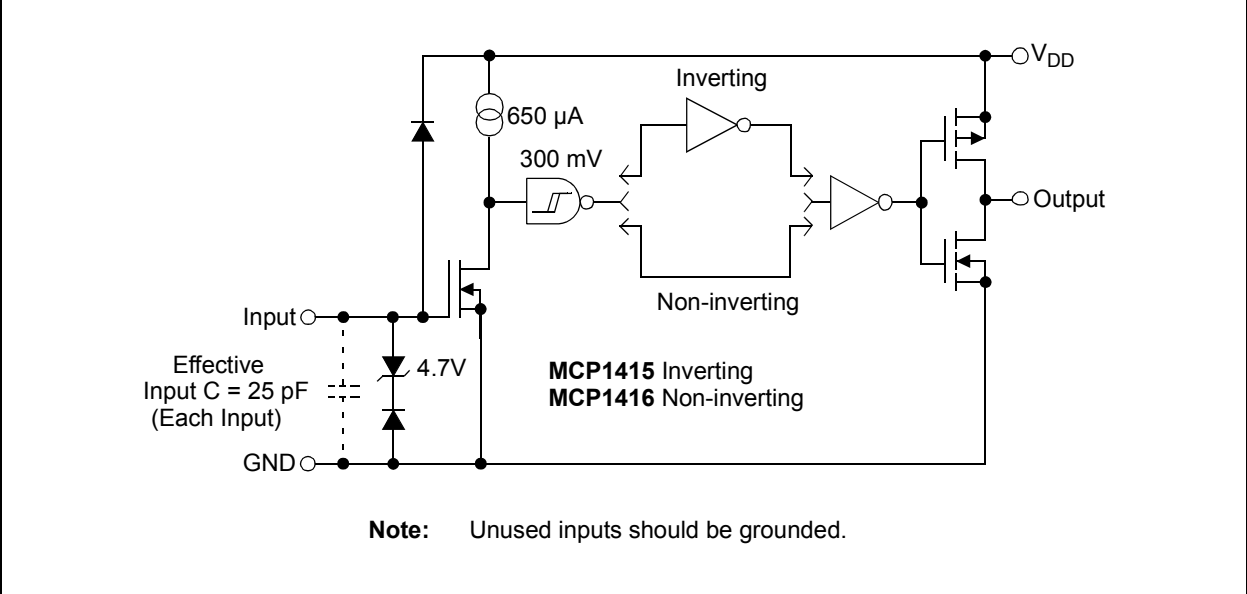 V_DD
Inverting
650 µA
300 mV
Output
Non-inverting
Input
Effective
Input C = 25 pF
(Each Input)
4.7V
MCP1415 Inverting
MCP1416 Non-inverting
GND
Note: Unused inputs should be grounded.